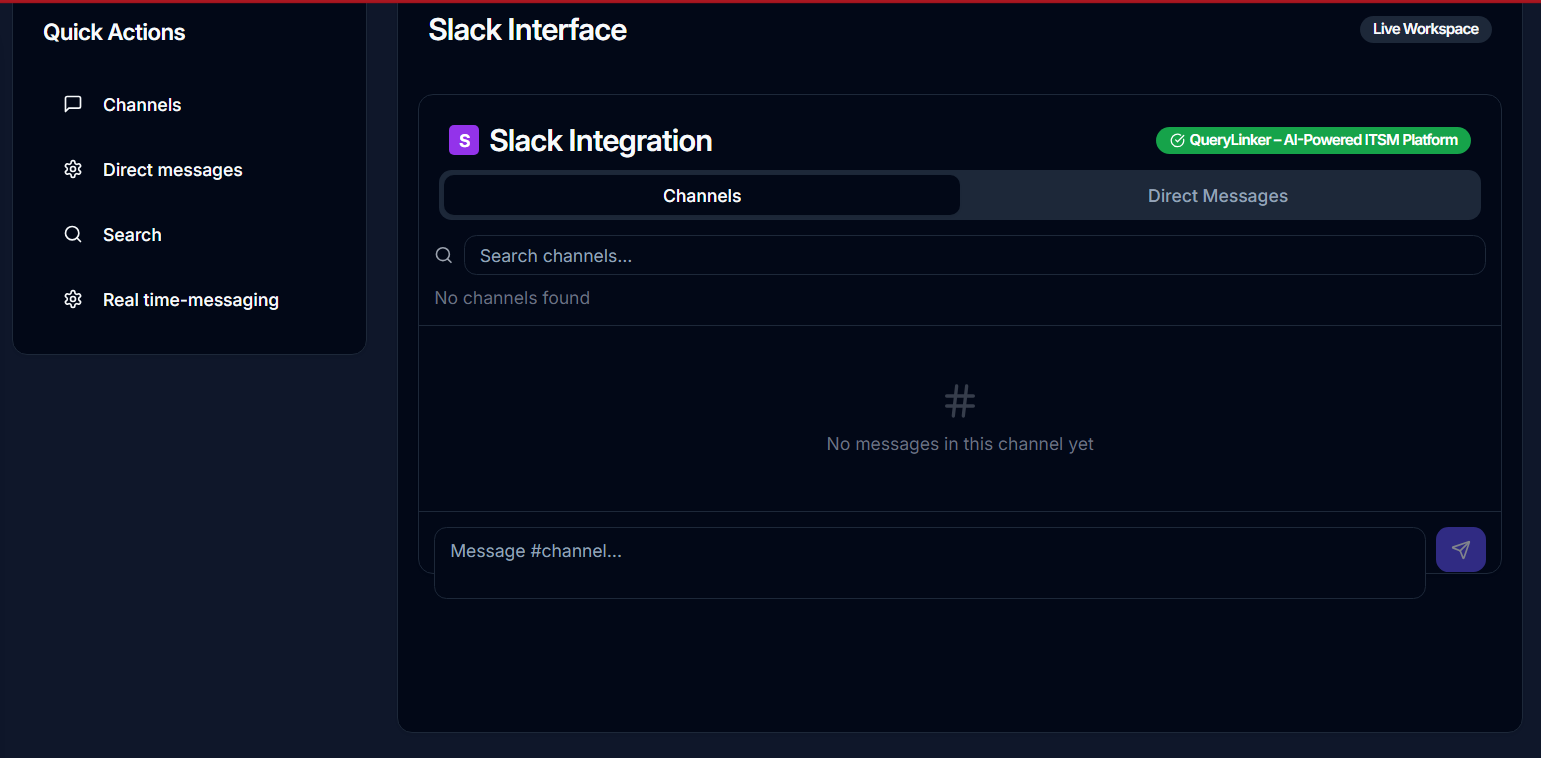 Quick Actions
Channels
Direct messages
Search
Real time-messaging
Slack Interface
Live Workspace
S
Slack Integration
QueryLinker – AI-Powered ITSM Platform
Channels
Direct Messages
Search channels...
No channels found
#
No messages in this channel yet
Message #channel...